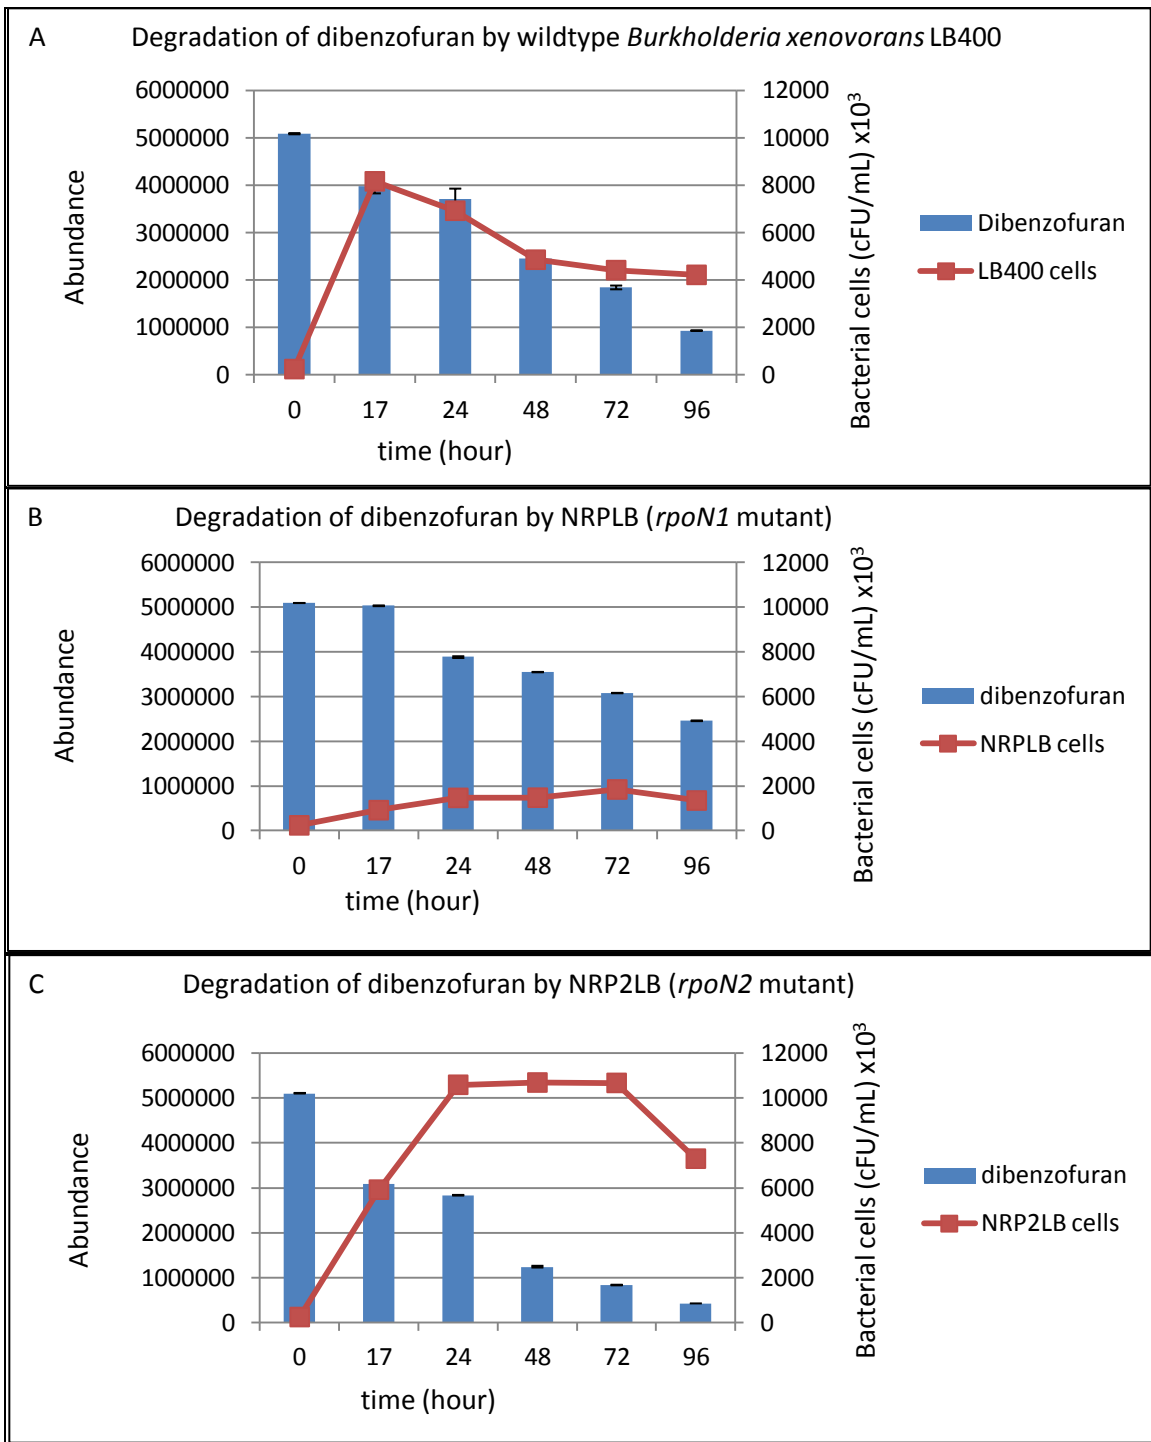 A
Degradation of dibenzofuran by wildtype Burkholderia xenovorans LB400
6000000
5000000
4000000
3000000
2000000
1000000
0
Abundance
12000
10000
8000
6000
4000
2000
0
Bacterial cells (cFU/mL) x10³
0 17 24 48 72 96
time (hour)
Dibenzofuran
LB400 cells
B
Degradation of dibenzofuran by NRPLB (rpoN1 mutant)
6000000
5000000
4000000
3000000
2000000
1000000
0
Abundance
12000
10000
8000
6000
4000
2000
0
Bacterial cells (cFU/mL) x10³
0 17 24 48 72 96
time (hour)
dibenzofuran
NRPLB cells
C
Degradation of dibenzofuran by NRP2LB (rpoN2 mutant)
6000000
5000000
4000000
3000000
2000000
1000000
0
Abundance
12000
10000
8000
6000
4000
2000
0
Bacterial cells (cFU/mL) x10³
0 17 24 48 72 96
time (hour)
dibenzofuran
NRP2LB cells